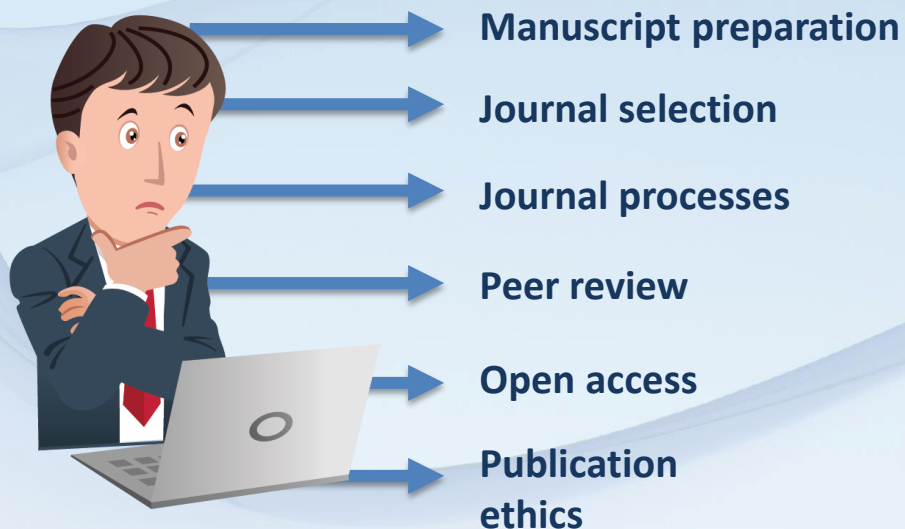 Manuscript preparation
Journal selection
Journal processes
Peer review
Open access
Publication
ethics